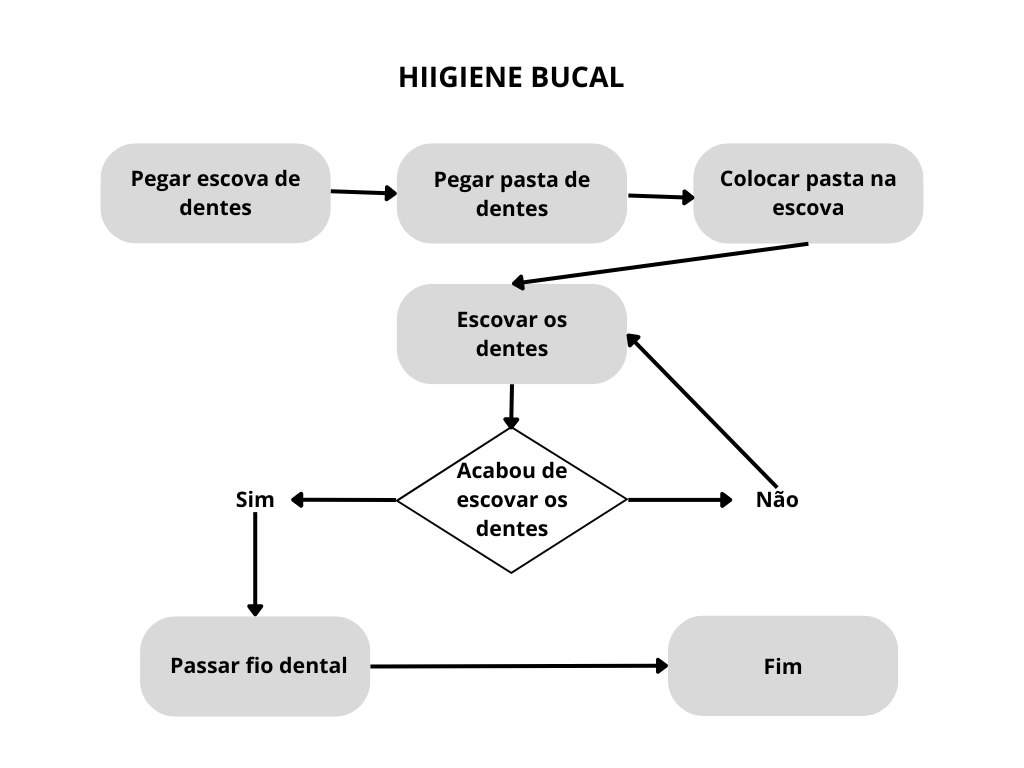 HIIGIENE BUCAL
Pegar escova de
dentes
Pegar pasta de
dentes
Colocar pasta na
escova
Escovar os
dentes
Acabou de
escovar os
dentes
Sim
Não
Passar fio dental
Fim